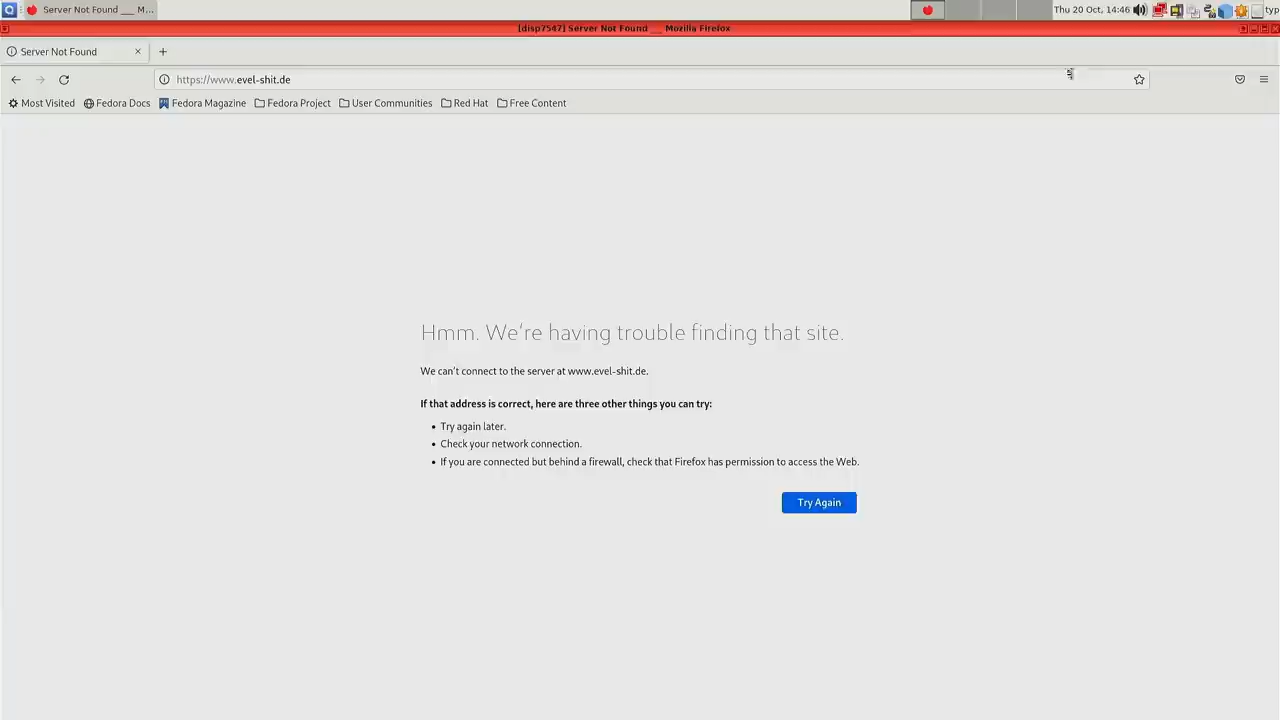 Server Not Found ___ M...
Thu 20 Oct, 14:46
typ
[disp7547] Server Not Found __ Mozilla Firefox
Server Not Found
https://www.evel-shit.de
Most Visited Fedora Docs Fedora Magazine Fedora Project User Communities Red Hat Free Content
Hmm. We're having trouble finding that site.
We can't connect to the server at www.evel-shit.de.
If that address is correct, here are three other things you can try:
• Try again later.
• Check your network connection.
• If you are connected but behind a firewall, check that Firefox has permission to access the Web.
Try Again